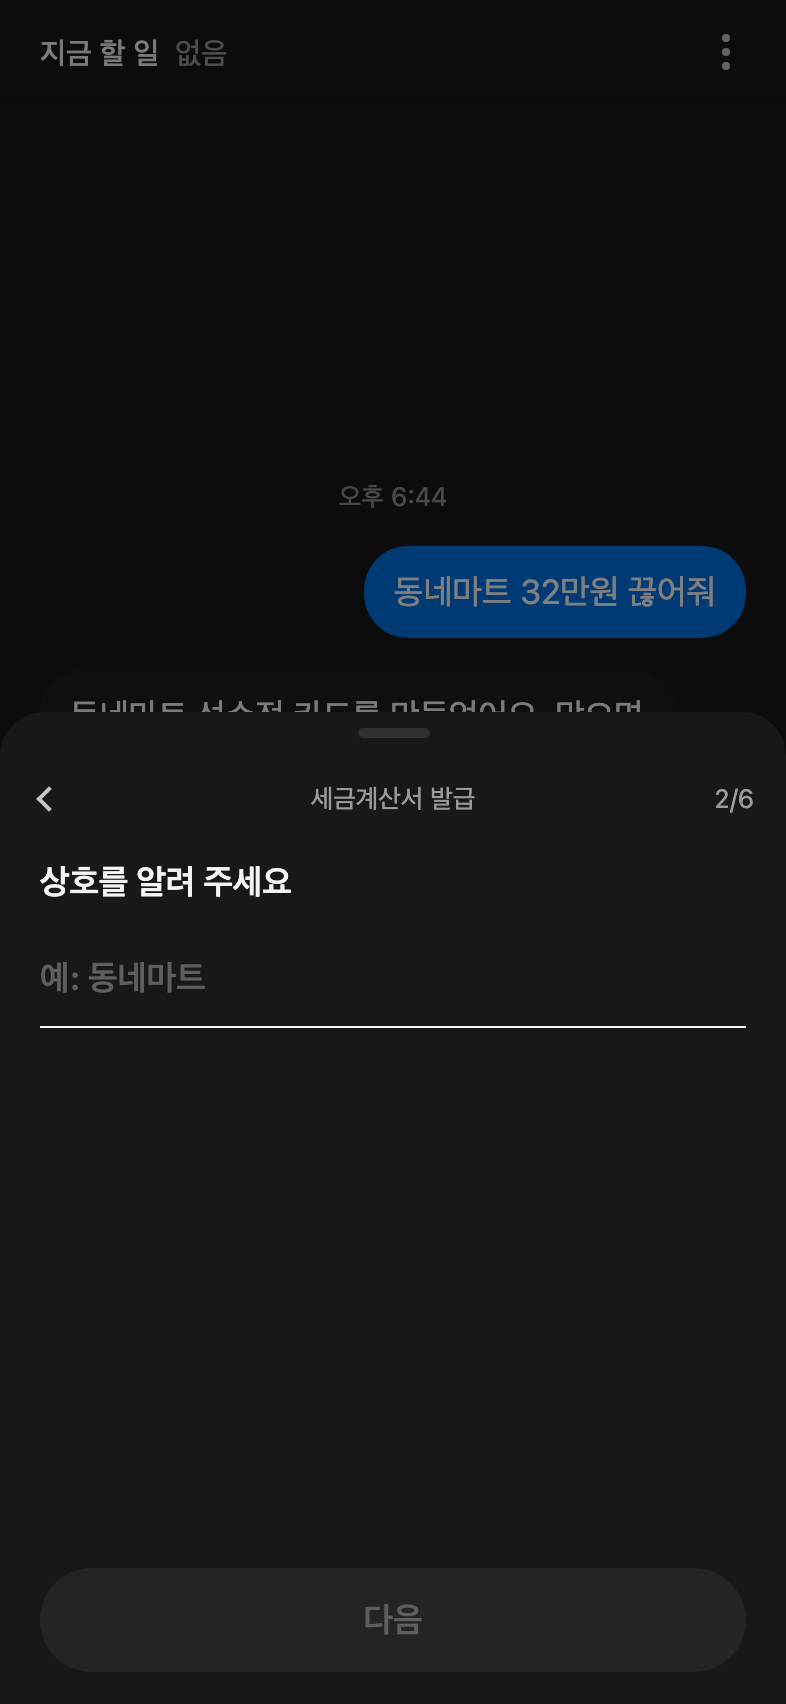 지금 할 일 없음
오후 6:44
동네마트 32만원 끊어줘
세금계산서 발급
2/6
상호를 알려 주세요
예: 동네마트
다음